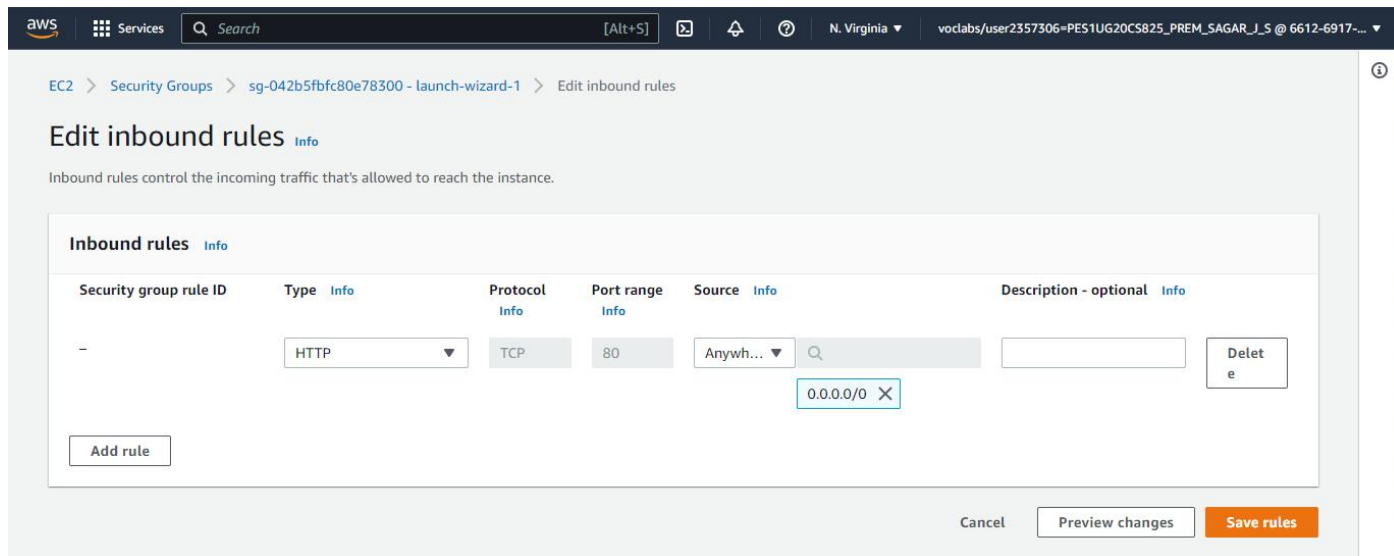 aws Services Search [Alt+S] N. Virginia ▼ voclabs/user2357306=PES1UG20CS825_PREM_SAGAR_J_S @ 6612-6917-... ▼
EC2 > Security Groups > sg-042b5fbfc80e78300 - launch-wizard-1 > Edit inbound rules
Edit inbound rules Info
Inbound rules control the incoming traffic that's allowed to reach the instance.
Inbound rules Info
Security group rule ID Type Info Protocol Info Port range Info Source Info Description - optional Info
– HTTP TCP 80 Anywh... Delete
0.0.0.0/0
Add rule
Cancel Preview changes Save rules